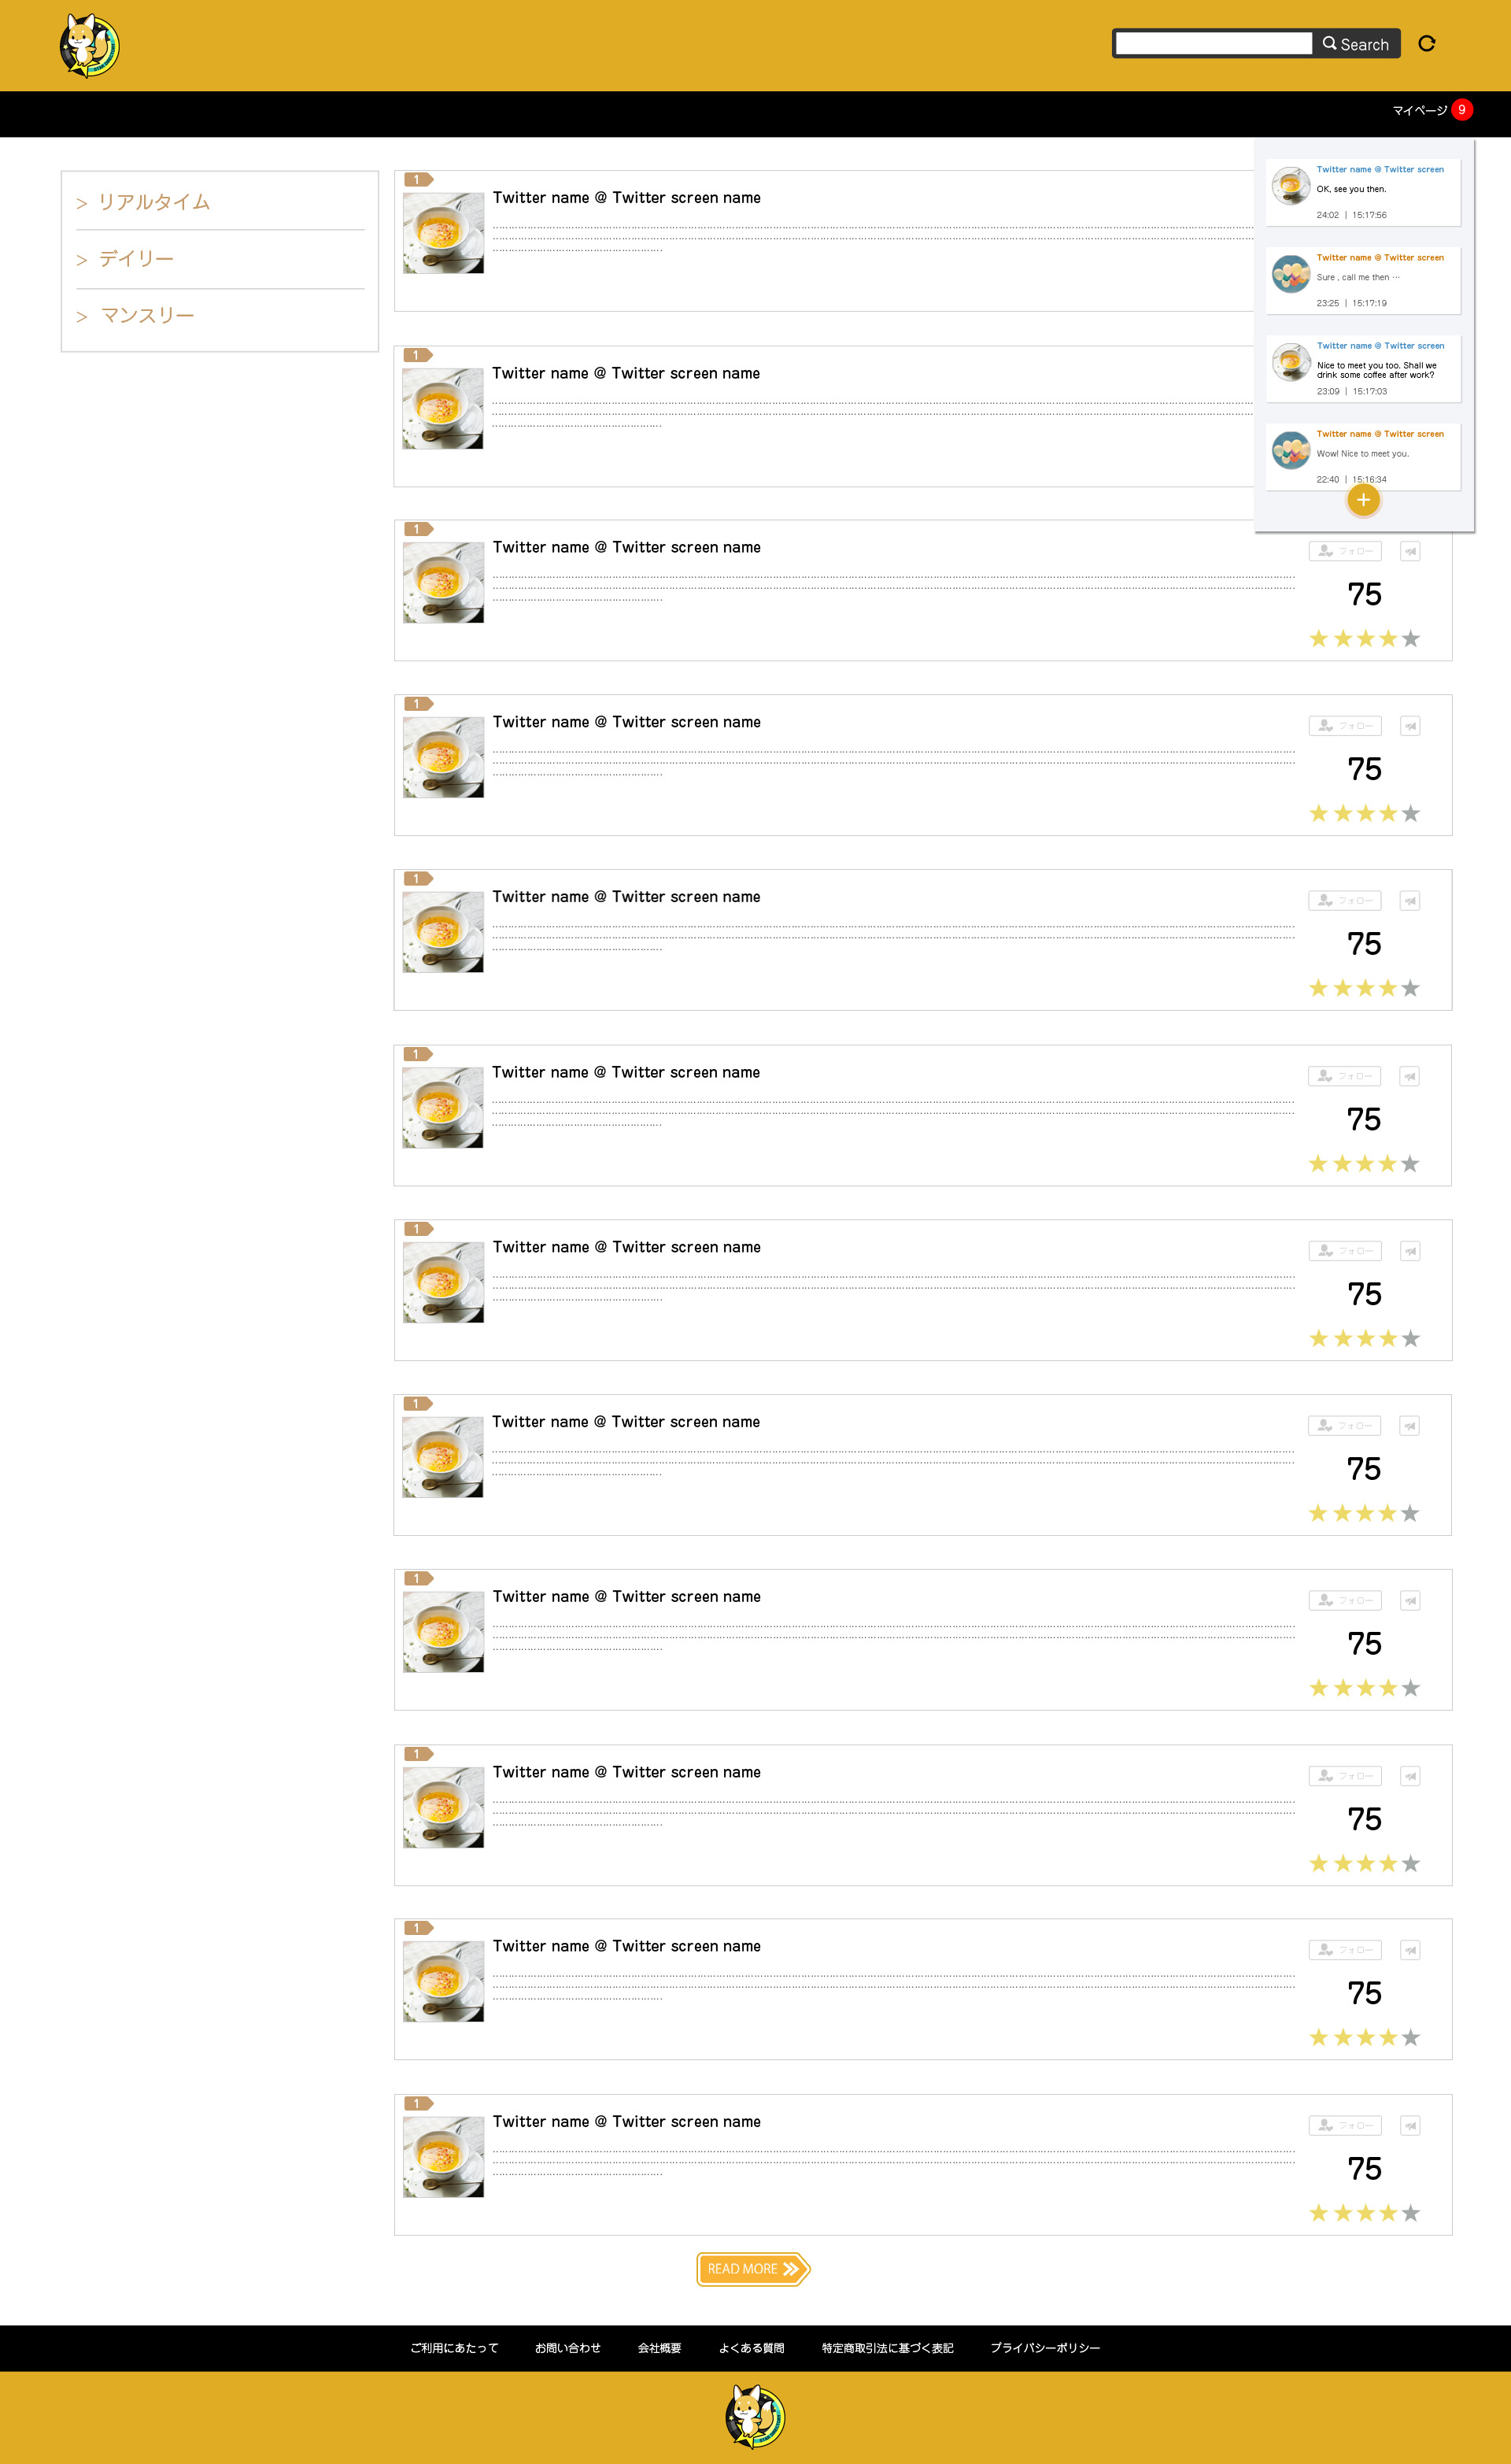 Search
マイページ 9
> リアルタイム
> デイリー
> マンスリー
1
Twitter name @ Twitter screen name
1
Twitter name @ Twitter screen name
Twitter name @ Twitter screen
OK, see you then.
24:02 | 15:17:56
Twitter name @ Twitter screen
Sure , call me then …
23:25 | 15:17:19
Twitter name @ Twitter screen
Nice to meet you too. Shall we
drink some coffee after work?
23:09 | 15:17:03
Twitter name @ Twitter screen
Wow! Nice to meet you.
22:40 | 15:16:34
+
1
Twitter name @ Twitter screen name
フォロー
75
1
Twitter name @ Twitter screen name
フォロー
75
1
Twitter name @ Twitter screen name
フォロー
75
1
Twitter name @ Twitter screen name
フォロー
75
1
Twitter name @ Twitter screen name
フォロー
75
1
Twitter name @ Twitter screen name
フォロー
75
1
Twitter name @ Twitter screen name
フォロー
75
1
Twitter name @ Twitter screen name
フォロー
75
1
Twitter name @ Twitter screen name
フォロー
75
1
Twitter name @ Twitter screen name
フォロー
75
READ MORE
ご利用にあたって お問い合わせ 会社概要 よくある質問 特定商取引法に基づく表記 プライバシーポリシー